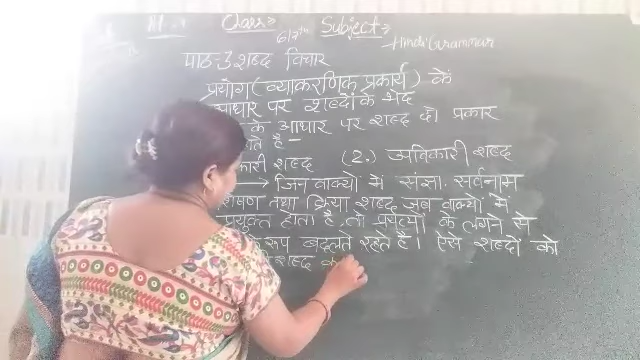 Class:- 6/7th Subject:-
Hindi Grammar
पाठ-3 शब्द विचार
प्रयोग (व्याकरणिक प्रकार्य) के
आधार पर शब्दों के भेद
के आधार पर शब्द दो प्रकार
होते है -
कारी शब्द (2.) अविकारी शब्द
→ जिन वाक्यों में संज्ञा, सर्वनाम
शेषण तथा क्रिया शब्द जब वाक्यों में
प्रयुक्त होता है तो प्रत्ययों के लगने से
रूप बदलते रहते है। ऐसे शब्दों को
शब्द क